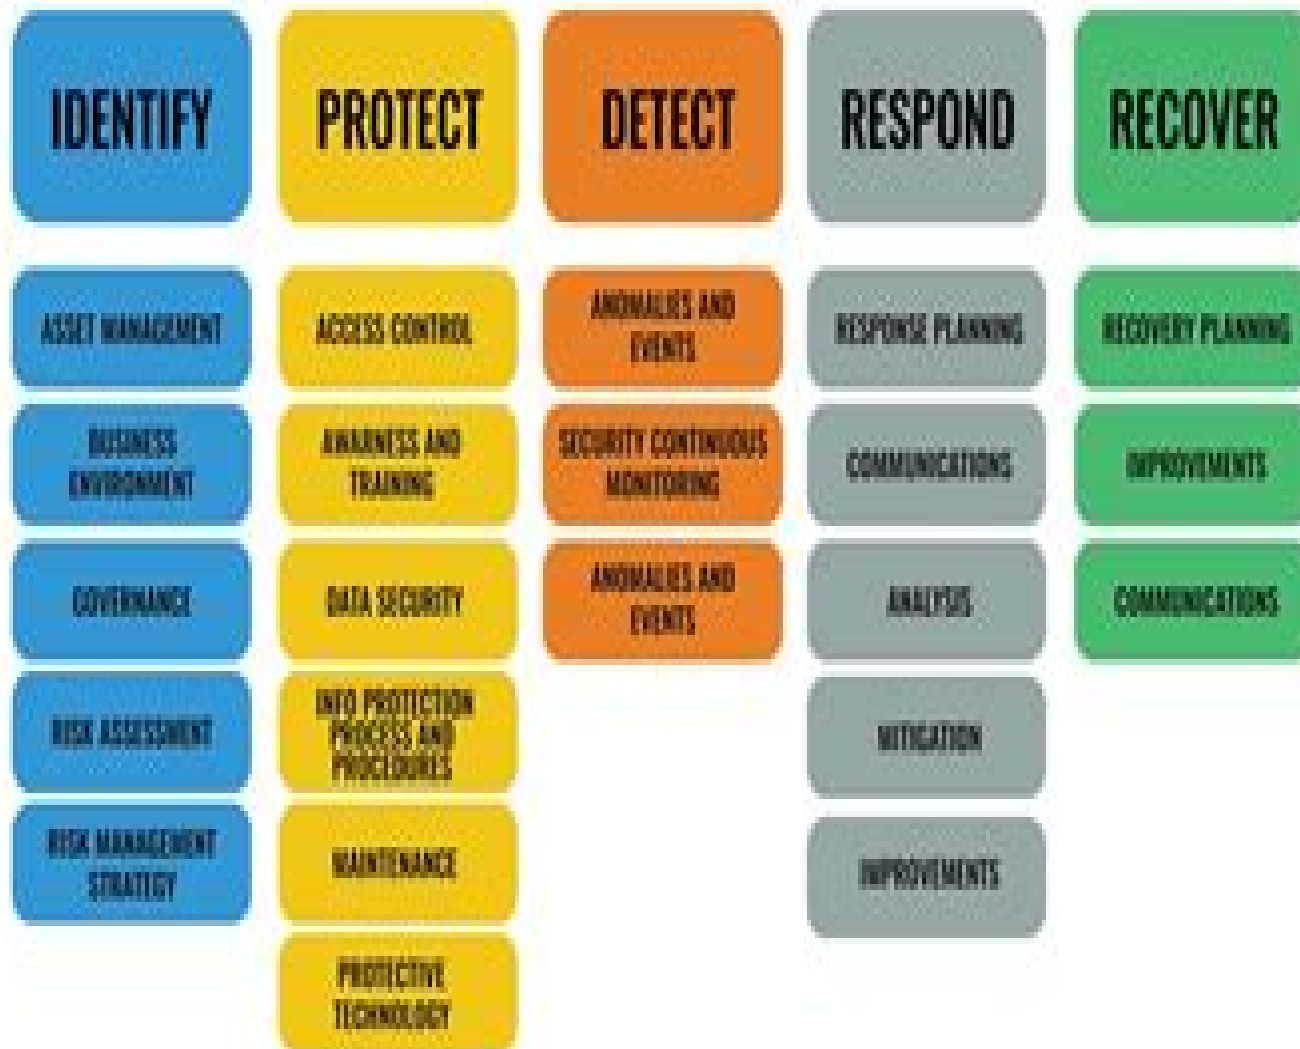 IDENTIFY
PROTECT
DETECT
RESPOND
RECOVER
ASSET MANAGEMENT
BUSINESS
ENVIRONMENT
GOVERNANCE
RISK ASSESSMENT
RISK MANAGEMENT
STRATEGY
ACCESS CONTROL
AWARNESS AND
TRAINING
DATA SECURITY
INFO PROTECTION
PROCESS AND
PROCEDURES
MAINTENANCE
PROTECTIVE
TECHNOLOGY
ANOMALIES AND
EVENTS
SECURITY CONTINUOUS
MONITORING
ANOMALIES AND
EVENTS
RESPONSE PLANNING
COMMUNICATIONS
ANALYSIS
MITIGATION
IMPROVEMENTS
RECOVERY PLANNING
IMPROVEMENTS
COMMUNICATIONS